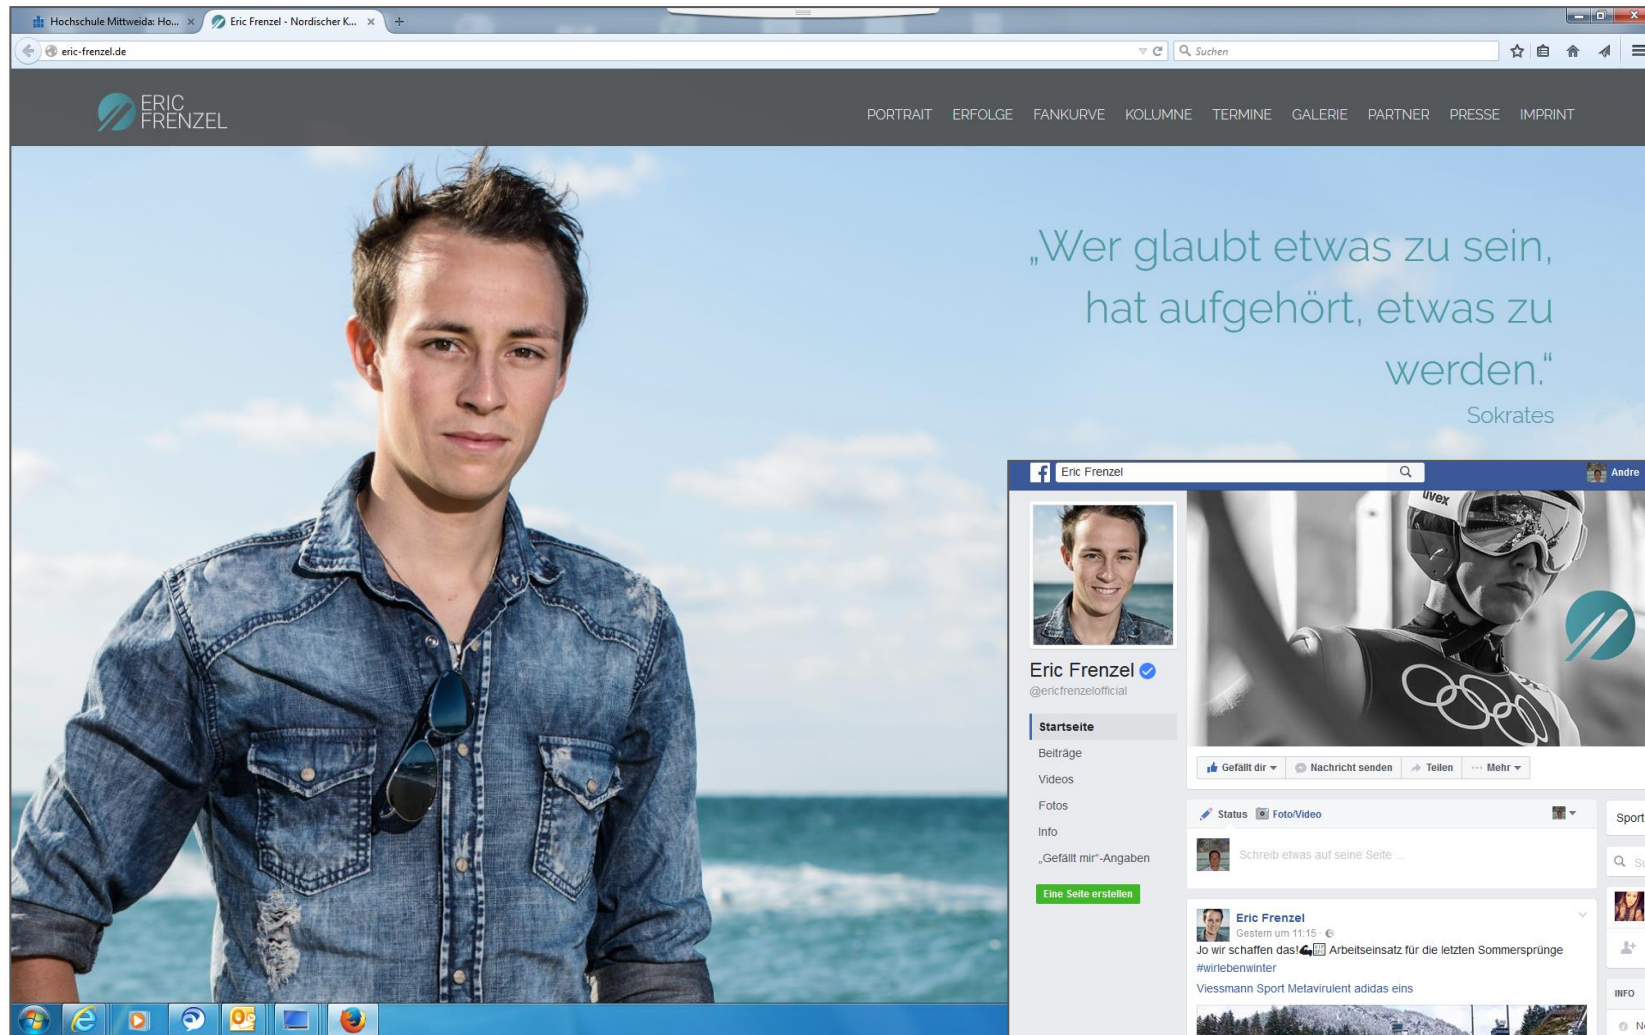 Hochschule Mittweida: Ho...
Eric Frenzel - Nordischer K...
eric-frenzel.de
Suchen
ERIC
FRENZEL
PORTRAIT ERFOLGE FANKURVE KOLUMNE TERMINE GALERIE PARTNER PRESSE IMPRINT
„Wer glaubt etwas zu sein,
hat aufgehört, etwas zu
werden.“
Sokrates
Eric Frenzel
Andre
uvex
Eric Frenzel
@ericfrenzelofficial
Startseite
Beiträge
Videos
Fotos
Info
„Gefällt mir“-Angaben
Eine Seite erstellen
Gefällt dir
Nachricht senden
Teilen
Mehr
Status
Foto/Video
Schreib etwas auf seine Seite ...
Sport
Eric Frenzel
Gestern um 11:15
Jo wir schaffen das! Arbeitseinsatz für die letzten Sommersprünge
#wirlebenwinter
Viessmann Sport Metavirulent adidas eins
INFO